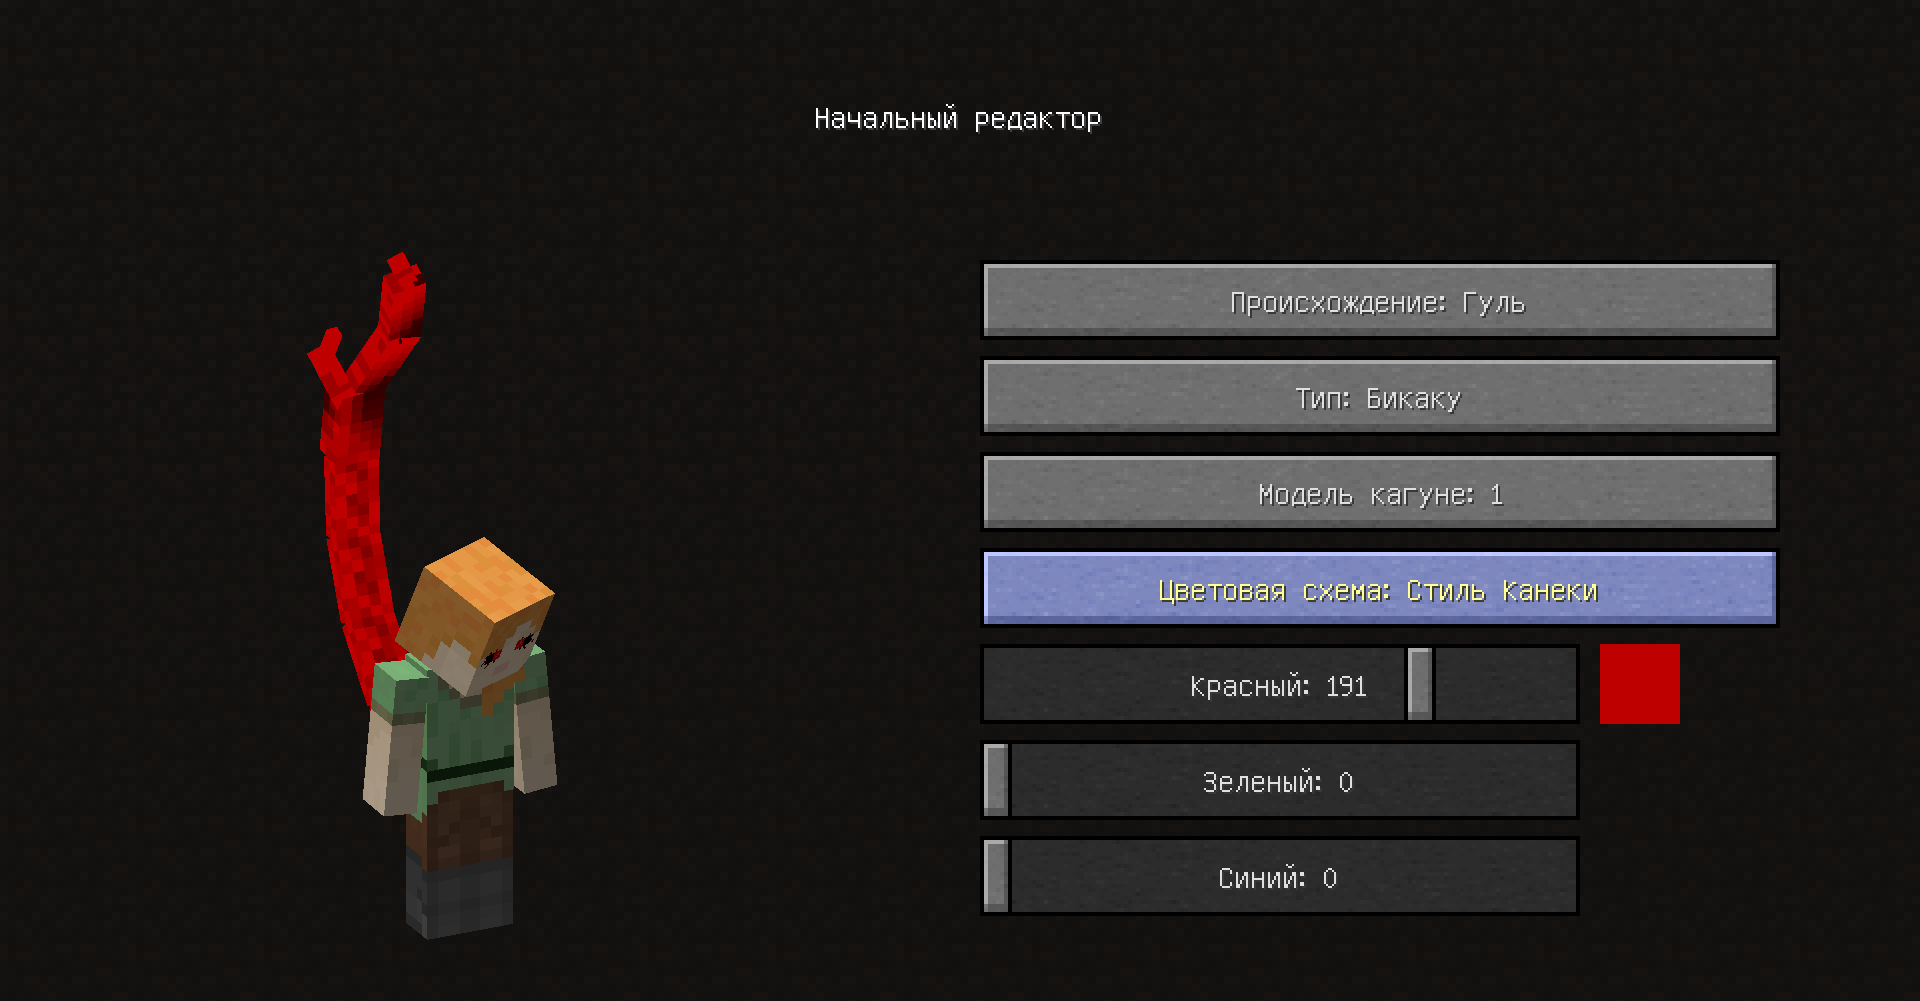 Начальный редактор
Происхождение: Гуль
Тип: Бикаку
Модель кагуне: 1
Цветовая схема: Стиль Канеки
Красный: 191
Зеленый: 0
Синий: 0